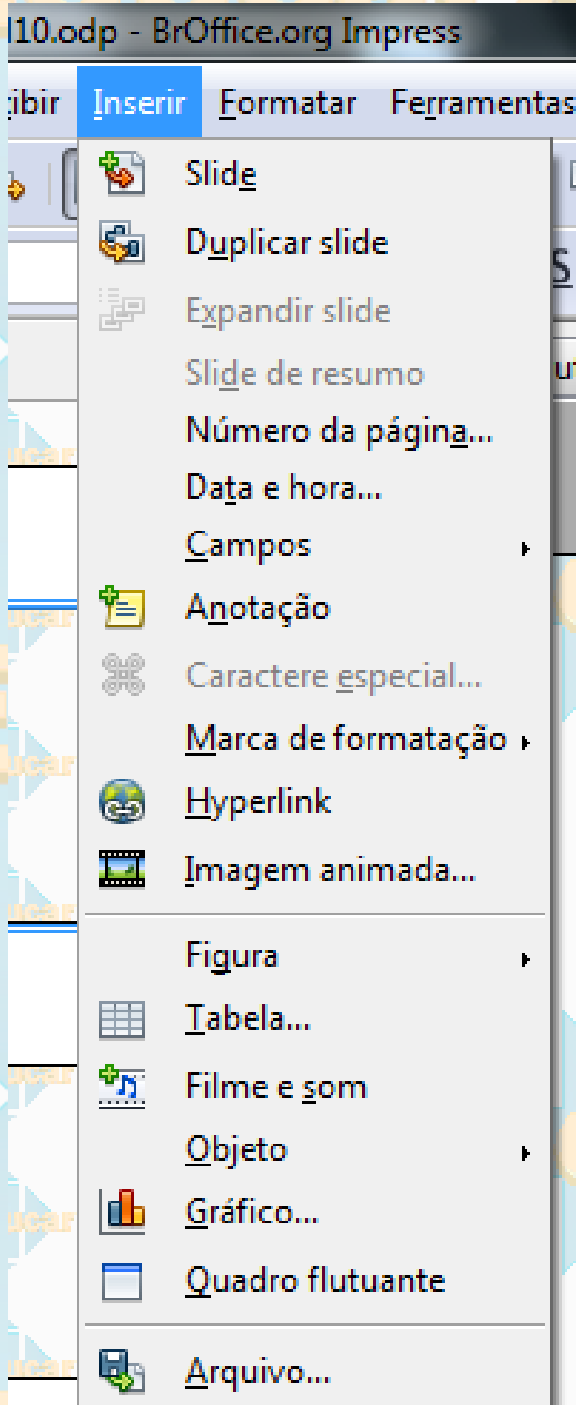 10.odp - BrOffice.org Impress
ibir Inserir Formatar Ferramentas
Slide
Duplicar slide
S
Expandir slide
Slide de resumo
Número da página...
Data e hora...
Campos
Anotação
Caractere especial...
Marca de formatação
Hyperlink
Imagem animada...
Figura
Tabela...
Filme e som
Objeto
Gráfico...
Quadro flutuante
Arquivo...